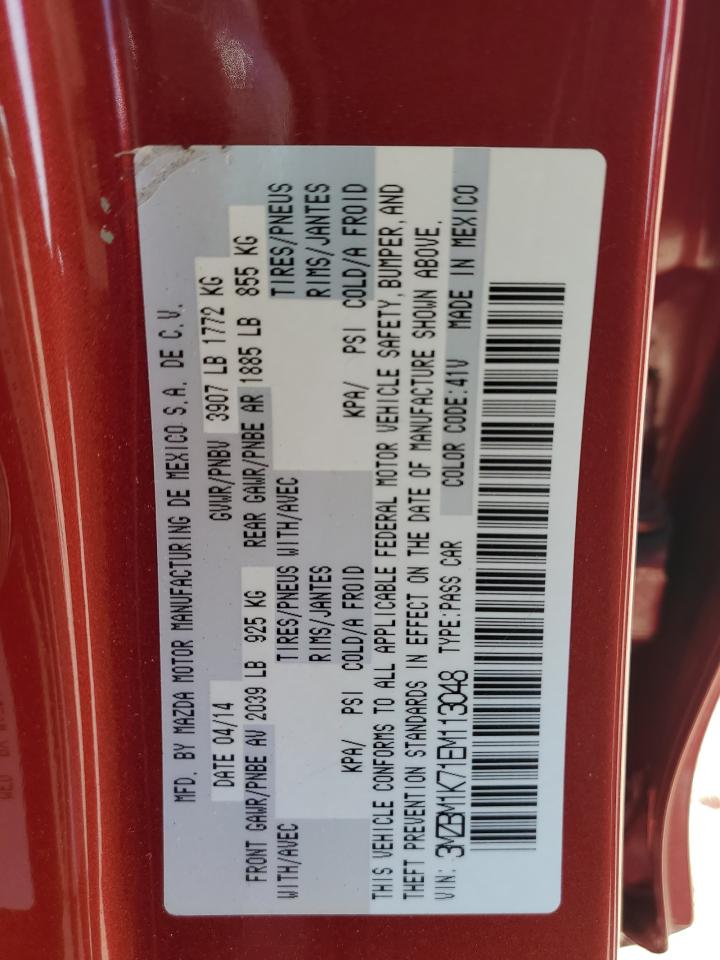 MFD. BY MAZDA MOTOR MANUFACTURING DE MEXICO S.A. DE C.V.
DATE 04/14 GVWR/PNBV 3907 LB 1772 KG
FRONT GAWR/PNBE AV 2039 LB 925 KG REAR GAWR/PNBE AR 1885 LB 855 KG
WITH/AVEC TIRES/PNEUS WITH/AVEC TIRES/PNEUS
RIMS/JANTES RIMS/JANTES
KPA/ PSI COLD/A FROID KPA/ PSI COLD/A FROID
THIS VEHICLE CONFORMS TO ALL APPLICABLE FEDERAL MOTOR VEHICLE SAFETY, BUMPER, AND
THEFT PREVENTION STANDARDS IN EFFECT ON THE DATE OF MANUFACTURE SHOWN ABOVE.
VIN: 3MZBM1K71EM113048 TYPE:PASS CAR COLOR CODE:41V MADE IN MEXICO